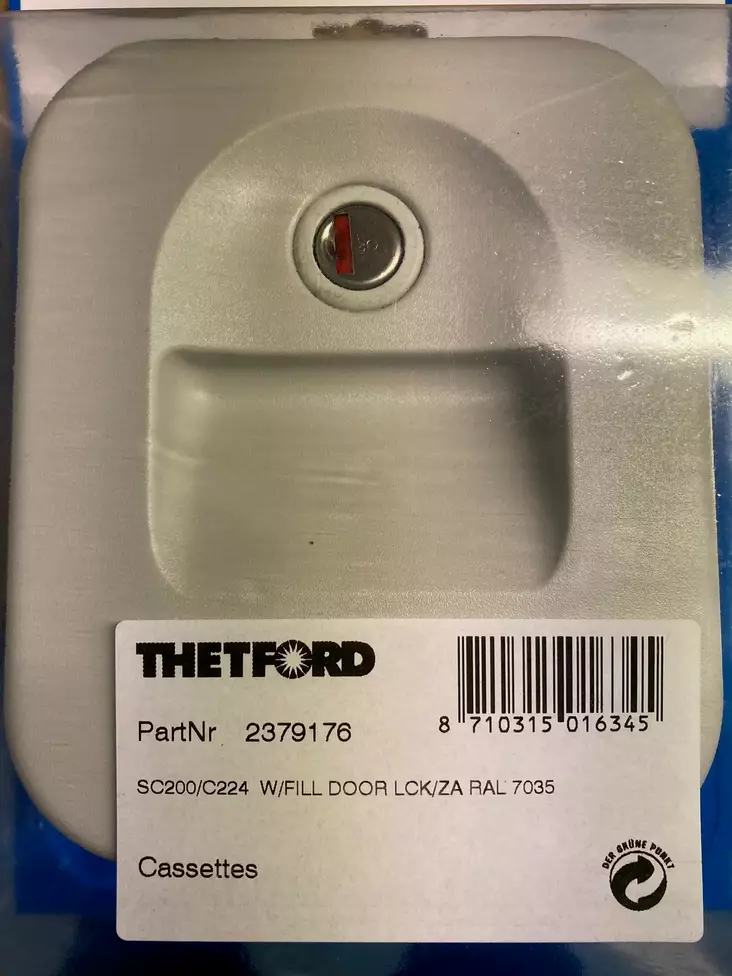 THETFORD
8 710315 016345
PartNr 2379176
SC200/C224 W/FILL DOOR LCK/ZA RAL 7035
Cassettes
DER GRÜNE PUNKT